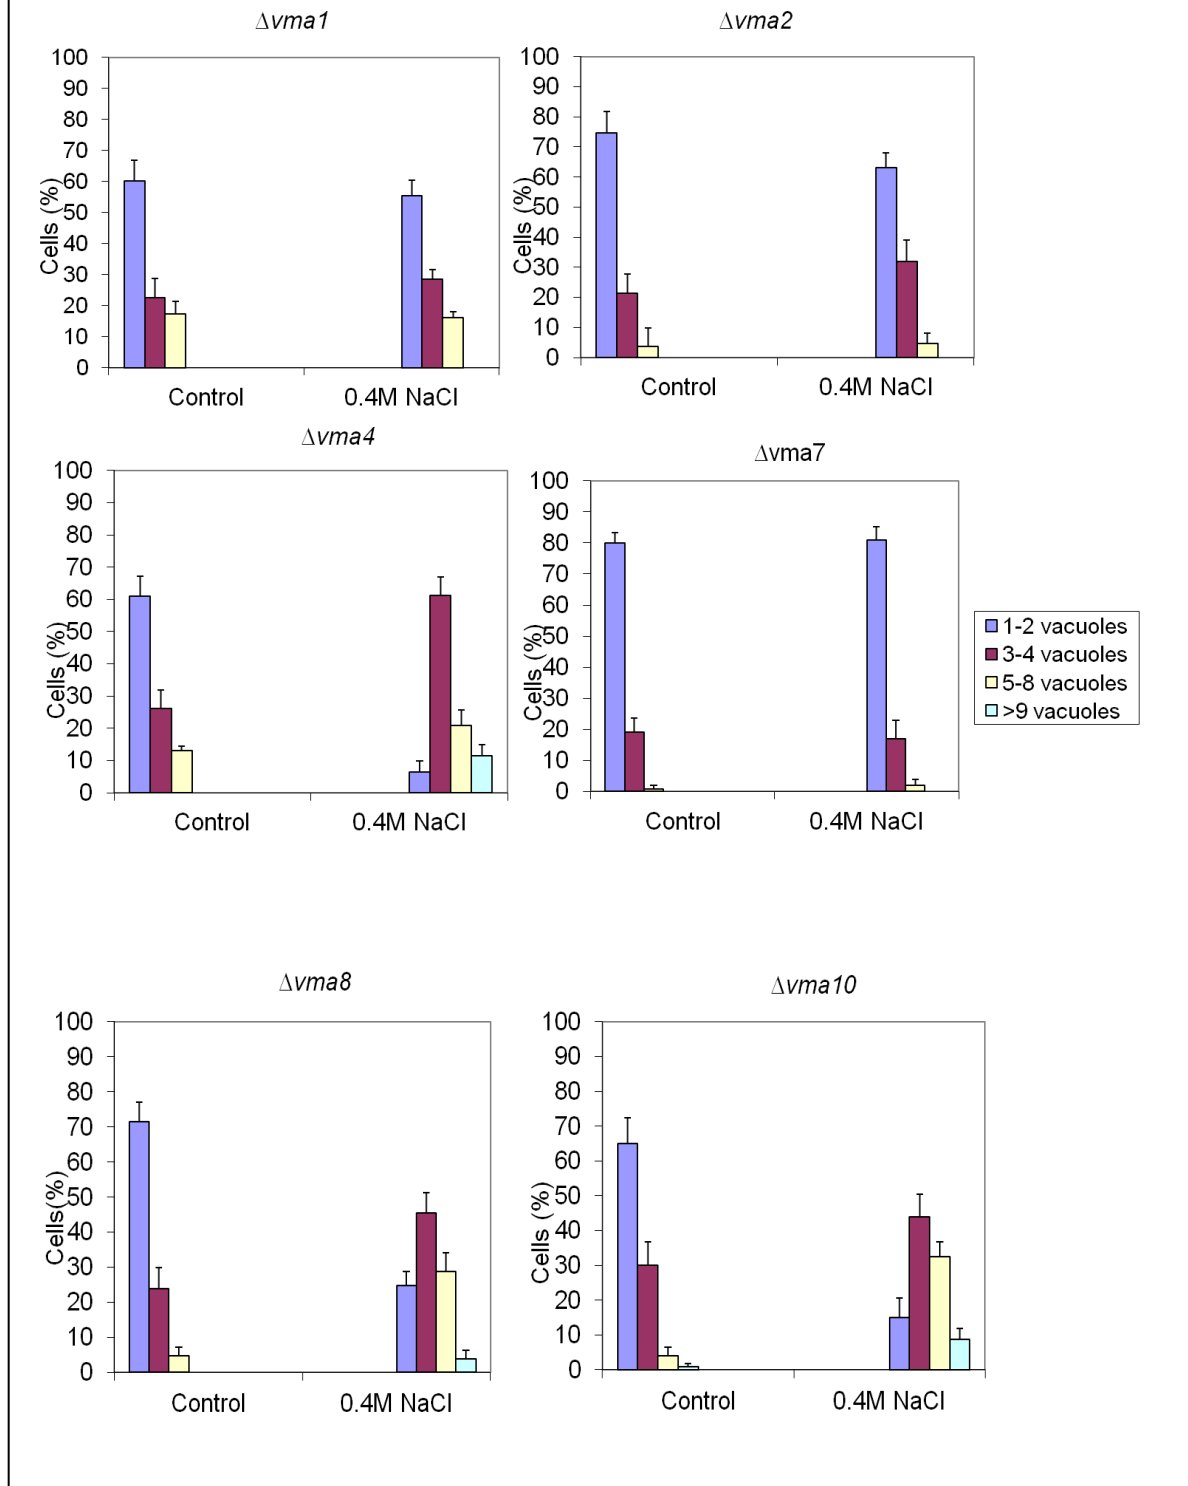 Δvma1
100
90
80
70
60
50
40
30
20
10
0
Cells (%)
Control
0.4M NaCl
Δvma2
100
90
80
70
60
50
40
30
20
10
0
Cells (%)
Control
0.4M NaCl
Δvma4
100
90
80
70
60
50
40
30
20
10
0
Cells (%)
Control
0.4M NaCl
Δvma7
100
90
80
70
60
50
40
30
20
10
0
Cells (%)
Control
0.4M NaCl
1-2 vacuoles
3-4 vacuoles
5-8 vacuoles
>9 vacuoles
Δvma8
100
90
80
70
60
50
40
30
20
10
0
Cells(%)
Control
0.4M NaCl
Δvma10
100
90
80
70
60
50
40
30
20
10
0
Cells (%)
Control
0.4M NaCl